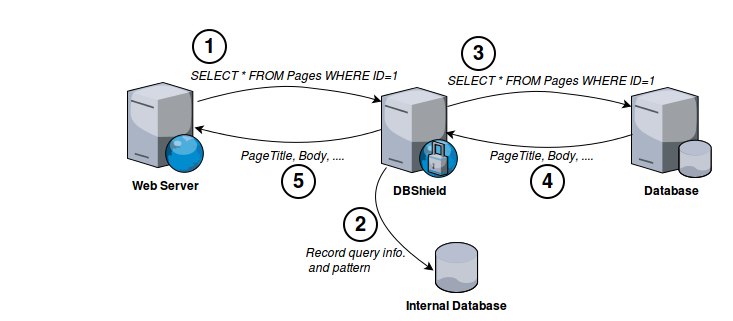 1
SELECT * FROM Pages WHERE ID=1
3
SELECT * FROM Pages WHERE ID=1
PageTitle, Body, ....
5
Web Server
DBShield
PageTitle, Body, ....
4
Database
2
Record query info.
and pattern
Internal Database